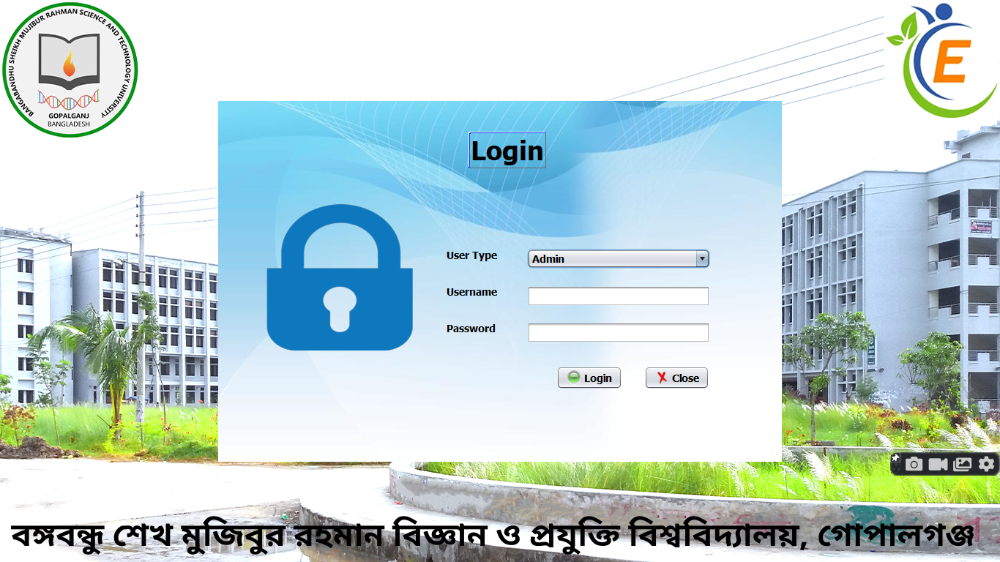 BANGABANDHU SHEIKH MUJIBUR RAHMAN SCIENCE AND TECHNOLOGY UNIVERSITY
GOPALGANJ
BANGLADESH
E
Login
User Type
Admin
Username
Password
Login
Close
বঙ্গবন্ধু শেখ মুজিবুর রহমান বিজ্ঞান ও প্রযুক্তি বিশ্ববিদ্যালয়, গোপালগঞ্জ